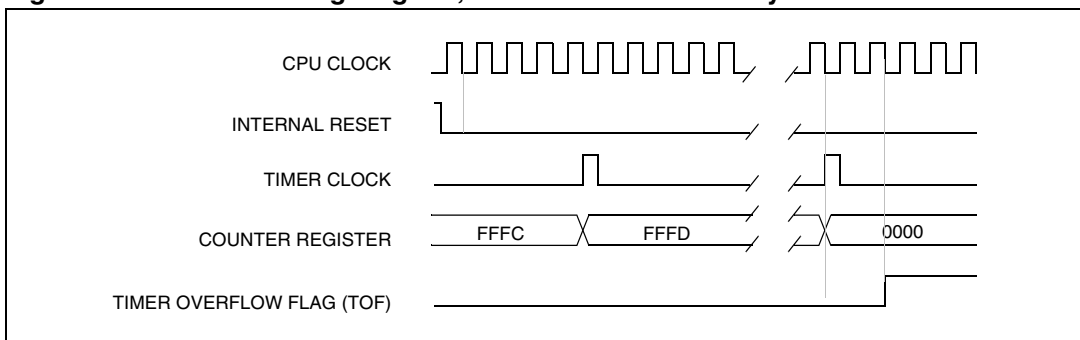 CPU CLOCK
INTERNAL RESET
TIMER CLOCK
COUNTER REGISTER FFFC FFFD 0000
TIMER OVERFLOW FLAG (TOF)